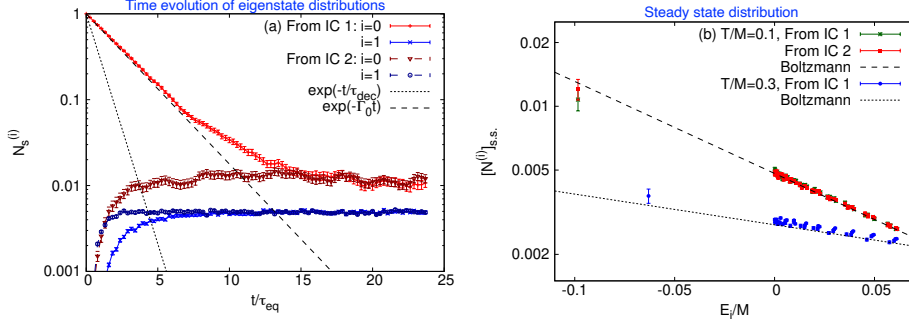 Time evolution of eigenstate distributions
(a) From IC 1: i=0
i=1
From IC 2: i=0
i=1
exp(-t/τdec)
exp(-Γ0t)
Ns(i)
1
0.1
0.01
0.001
0
5
10
15
20
25
t/τeq
Steady state distribution
(b) T/M=0.1, From IC 1
From IC 2
Boltzmann
T/M=0.3, From IC 1
Boltzmann
[N(i)]s.s.
0.02
0.01
0.005
0.002
-0.1
-0.05
0
0.05
Ei/M